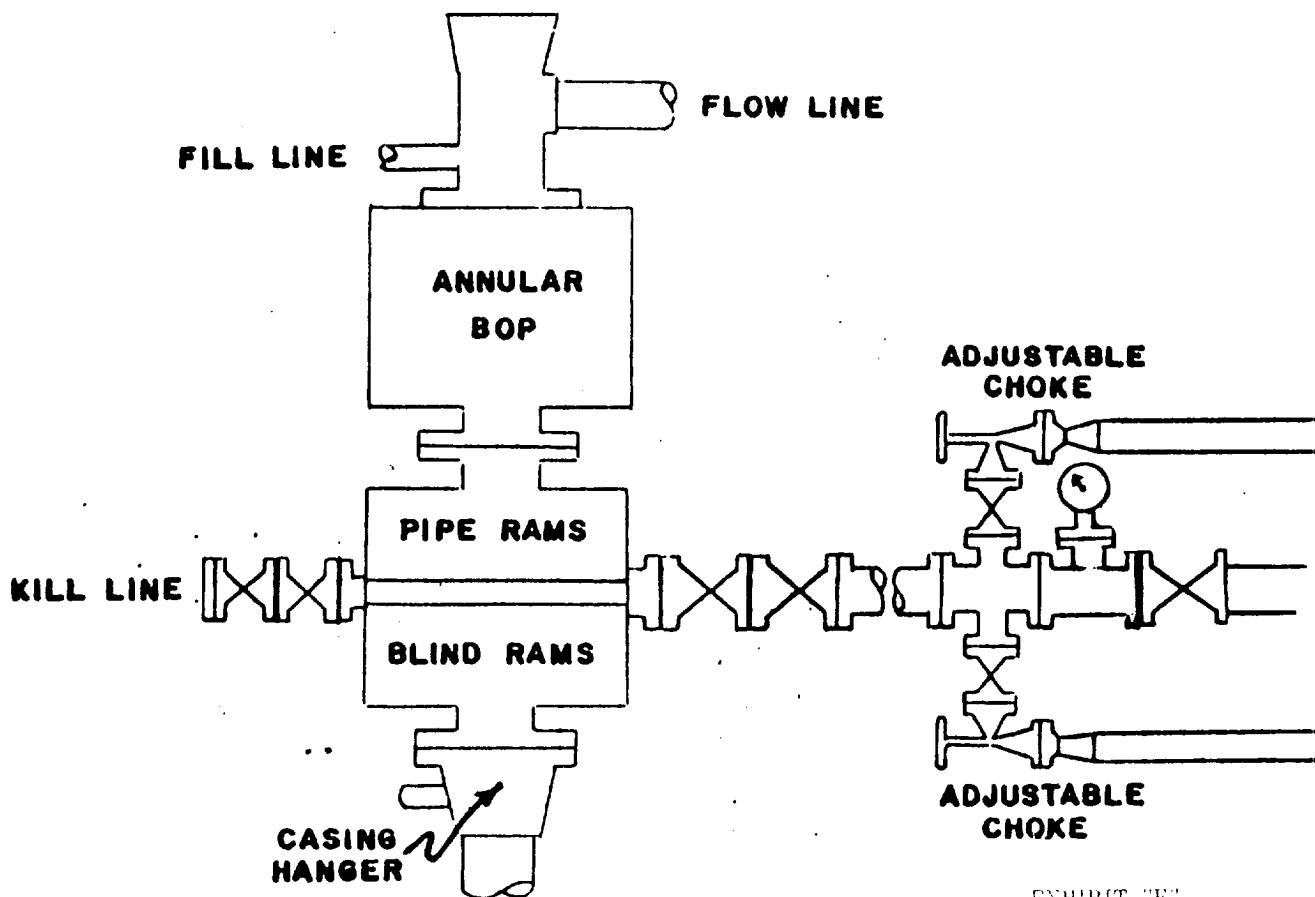 FLOW LINE
FILL LINE
ANNULAR
BOP
ADJUSTABLE
CHOKE
PIPE RAMS
KILL LINE
BLIND RAMS
ADJUSTABLE
CHOKE
CASING
HANGER